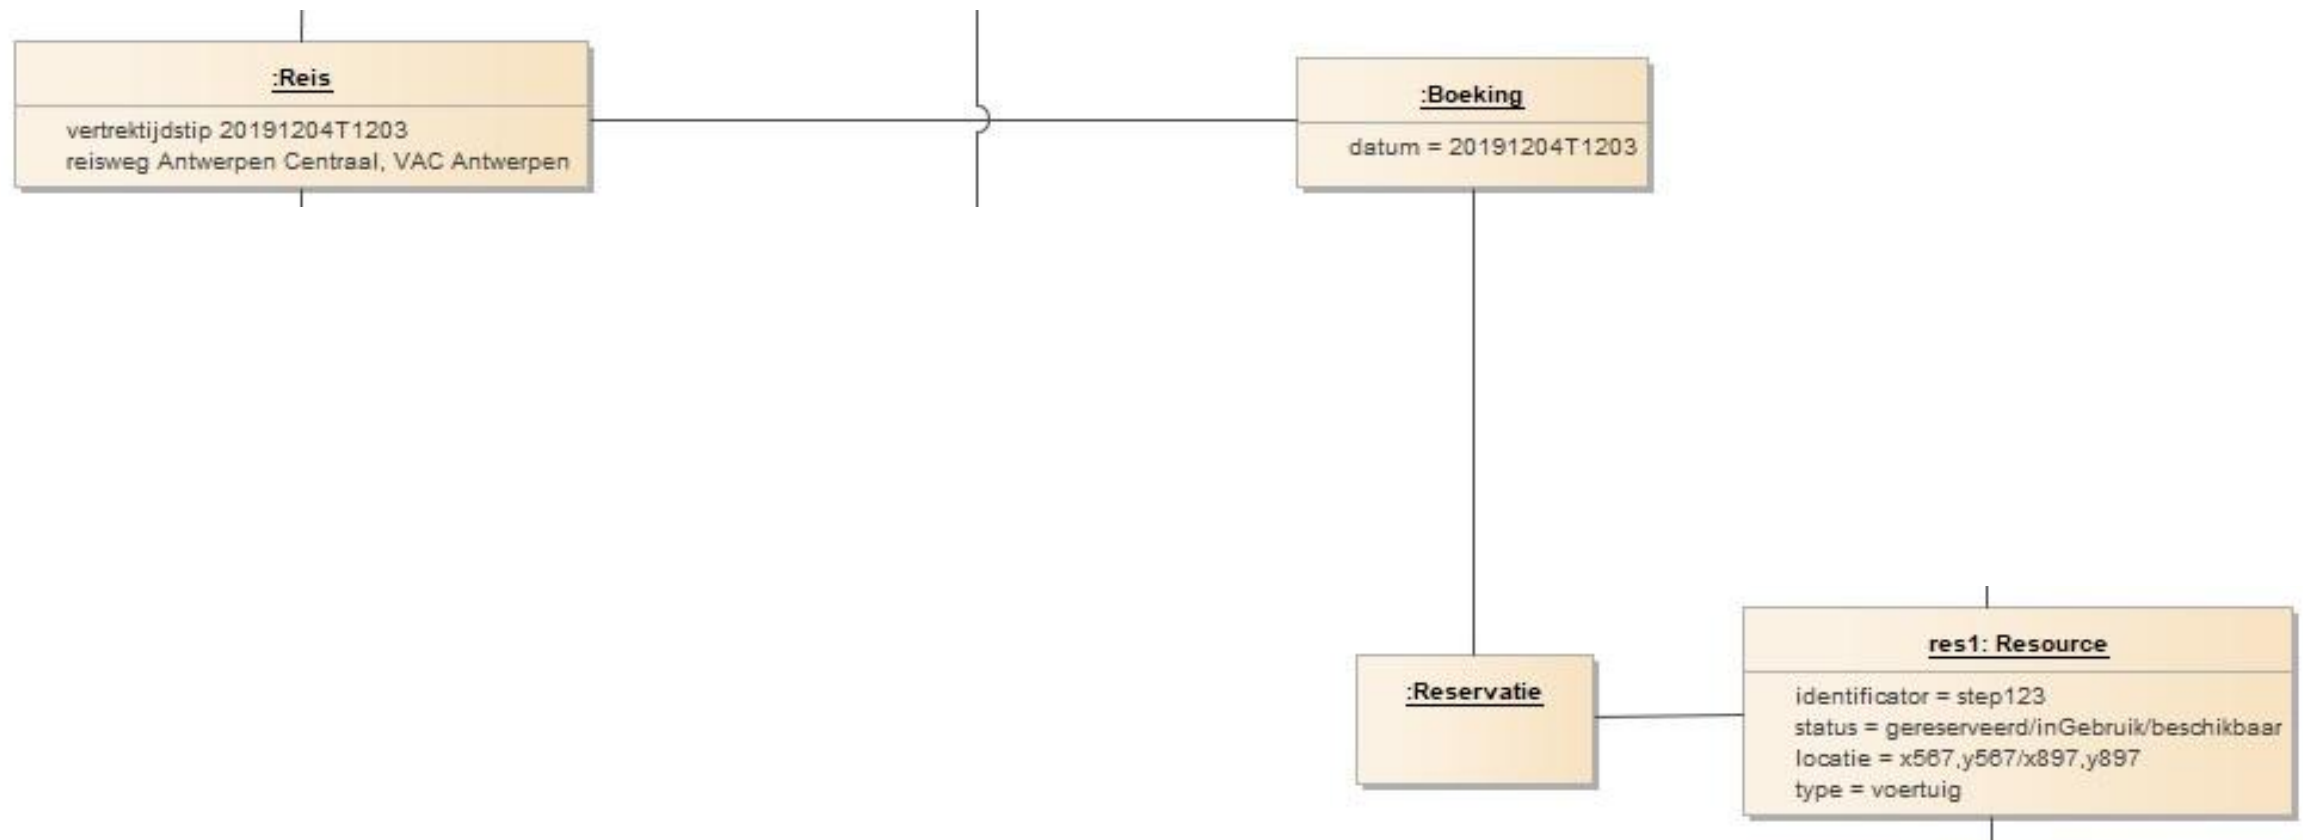 :Reis
vertrektijdstip 20191204T1203
reisweg Antwerpen Centraal, VAC Antwerpen
:Boeking
datum = 20191204T1203
:Reservatie
res1: Resource
identificator = step123
status = gereserveerd/inGebruik/beschikbaar
locatie = x567,y567/x897,y897
type = voertuig